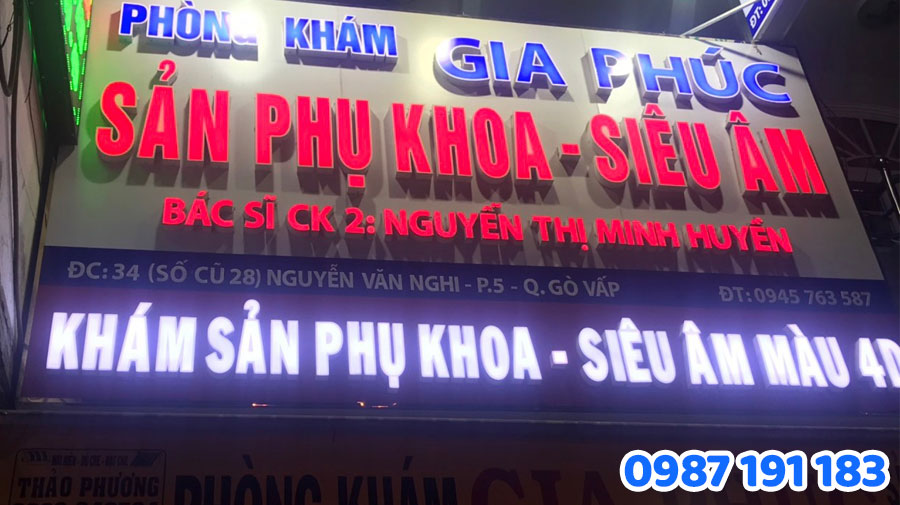 PHÒNG KHÁM GIA PHÚC
SẢN PHỤ KHOA - SIÊU ÂM
BÁC SĨ CK 2: NGUYỄN THỊ MINH HUYỀN
ĐC: 34 (SỐ CŨ 28) NGUYỄN VĂN NGHI - P.5 - Q. GÒ VẤP ĐT: 0945 763 587
KHÁM SẢN PHỤ KHOA - SIÊU ÂM MÀU 4D
THẢO PHƯƠNG
PHÒNG KHÁM GIA
0987 191 183